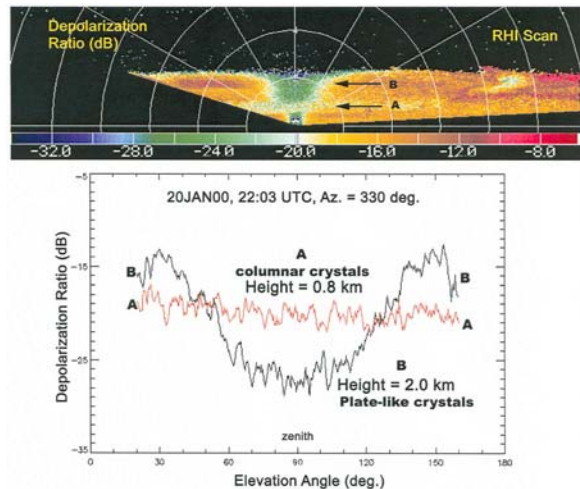 Depolarization
Ratio (dB)
RHI Scan
B
A
-32.0 -28.0 -24.0 -20.0 -16.0 -12.0 -8.0
20JAN00, 22:03 UTC, Az. = 330 deg.
A
columnar crystals
Height = 0.8 km
B
B
A
A
B
Height = 2.0 km
Plate-like crystals
zenith
Depolarization Ratio (dB)
-5
-15
-25
-35
0 30 60 90 120 150 180
Elevation Angle (deg.)